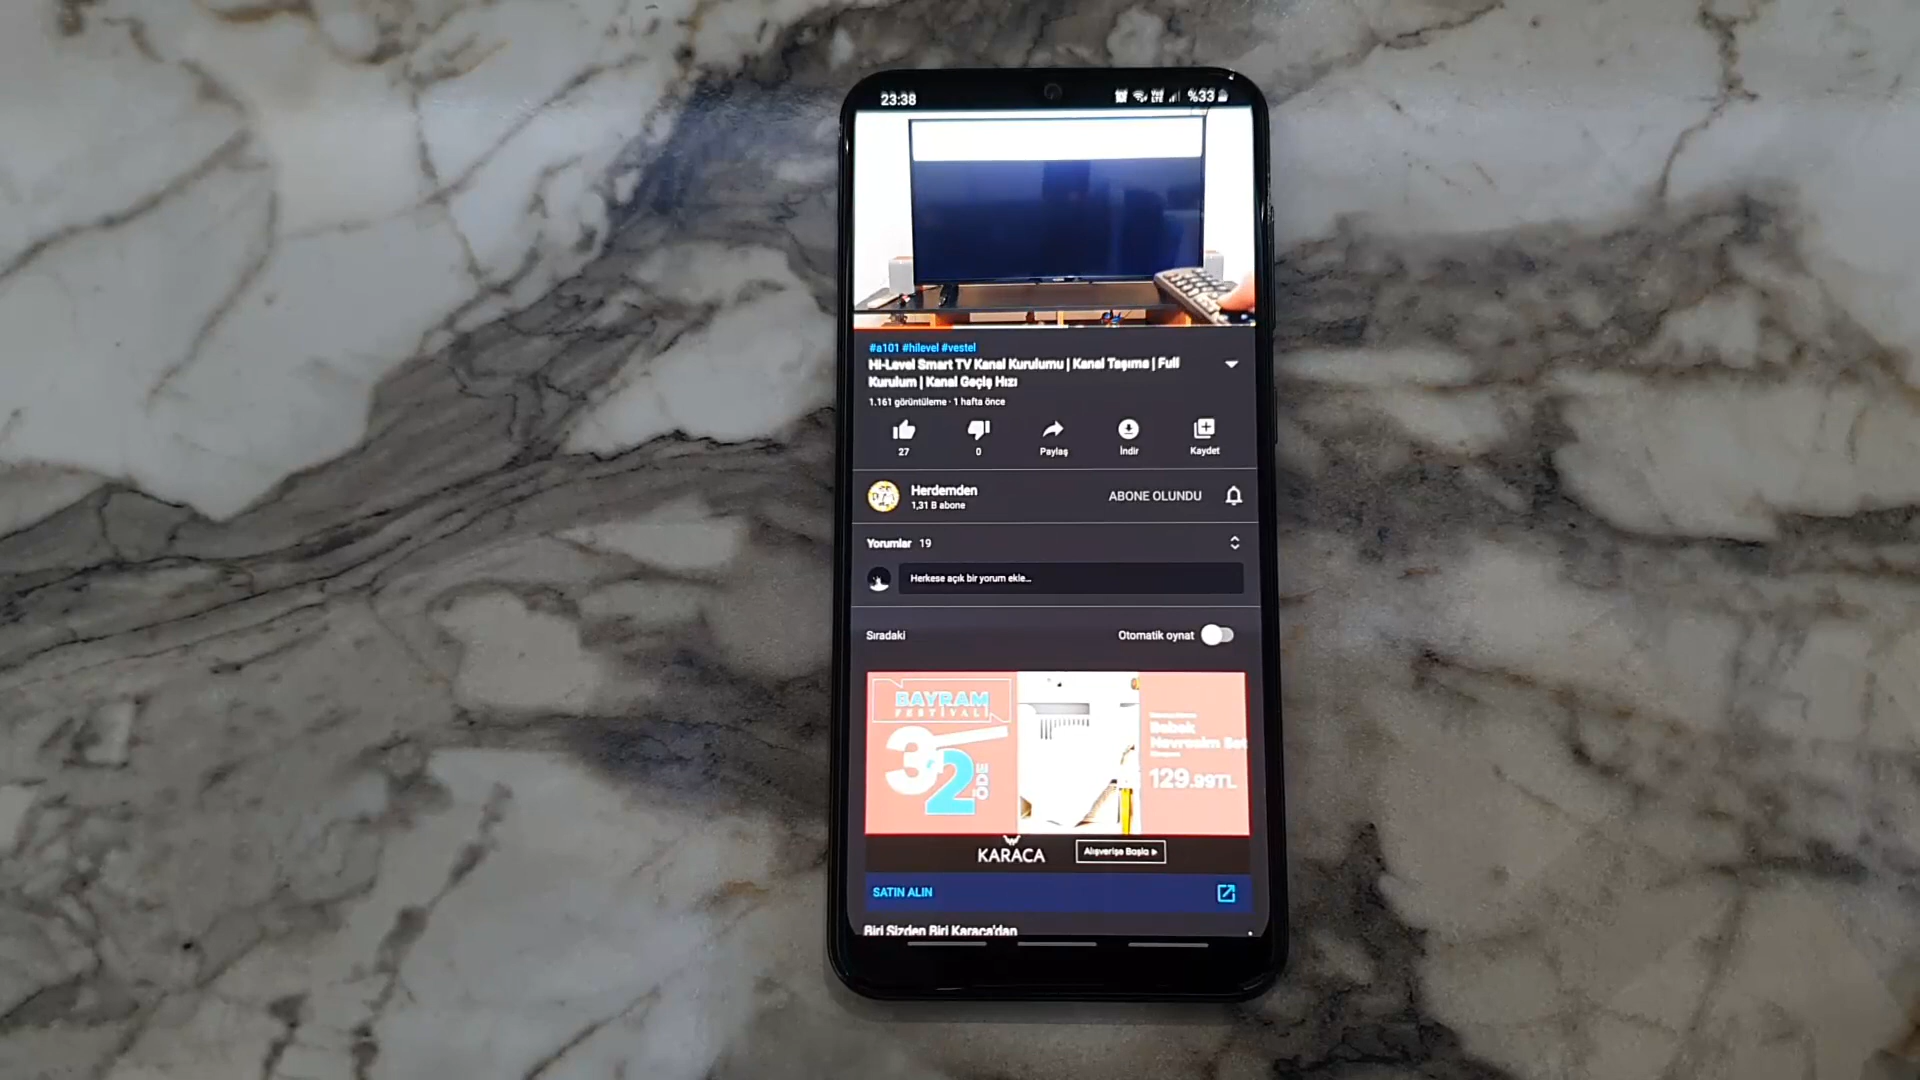 23:38
%33
#a101 #hilevel #vestel
Hi-Level Smart TV Kanal Kurulumu | Kanal Taşıma | Full
Kurulum | Kanal Geçiş Hızı
1.161 görüntüleme · 1 hafta önce
27
0
Paylaş
İndir
Kaydet
Herdemden
1,31 B abone
ABONE OLUNDU
Yorumlar 19
Herkese açık bir yorum ekle...
Sıradaki
Otomatik oynat
BAYRAM
FESTİVALİ
3
2
ÖDE
Bebek
Nevresim Set
129.99TL
KARACA
Alışverişe Başla
SATIN ALIN
Biri Sizden Biri Karaca'dan